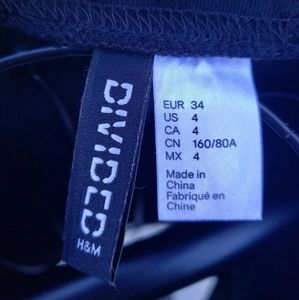 DIVIDED
H&M
EUR 34
US 4
CA 4
CN 160/80A
MX 4
Made in
China
Fabriqué en
Chine